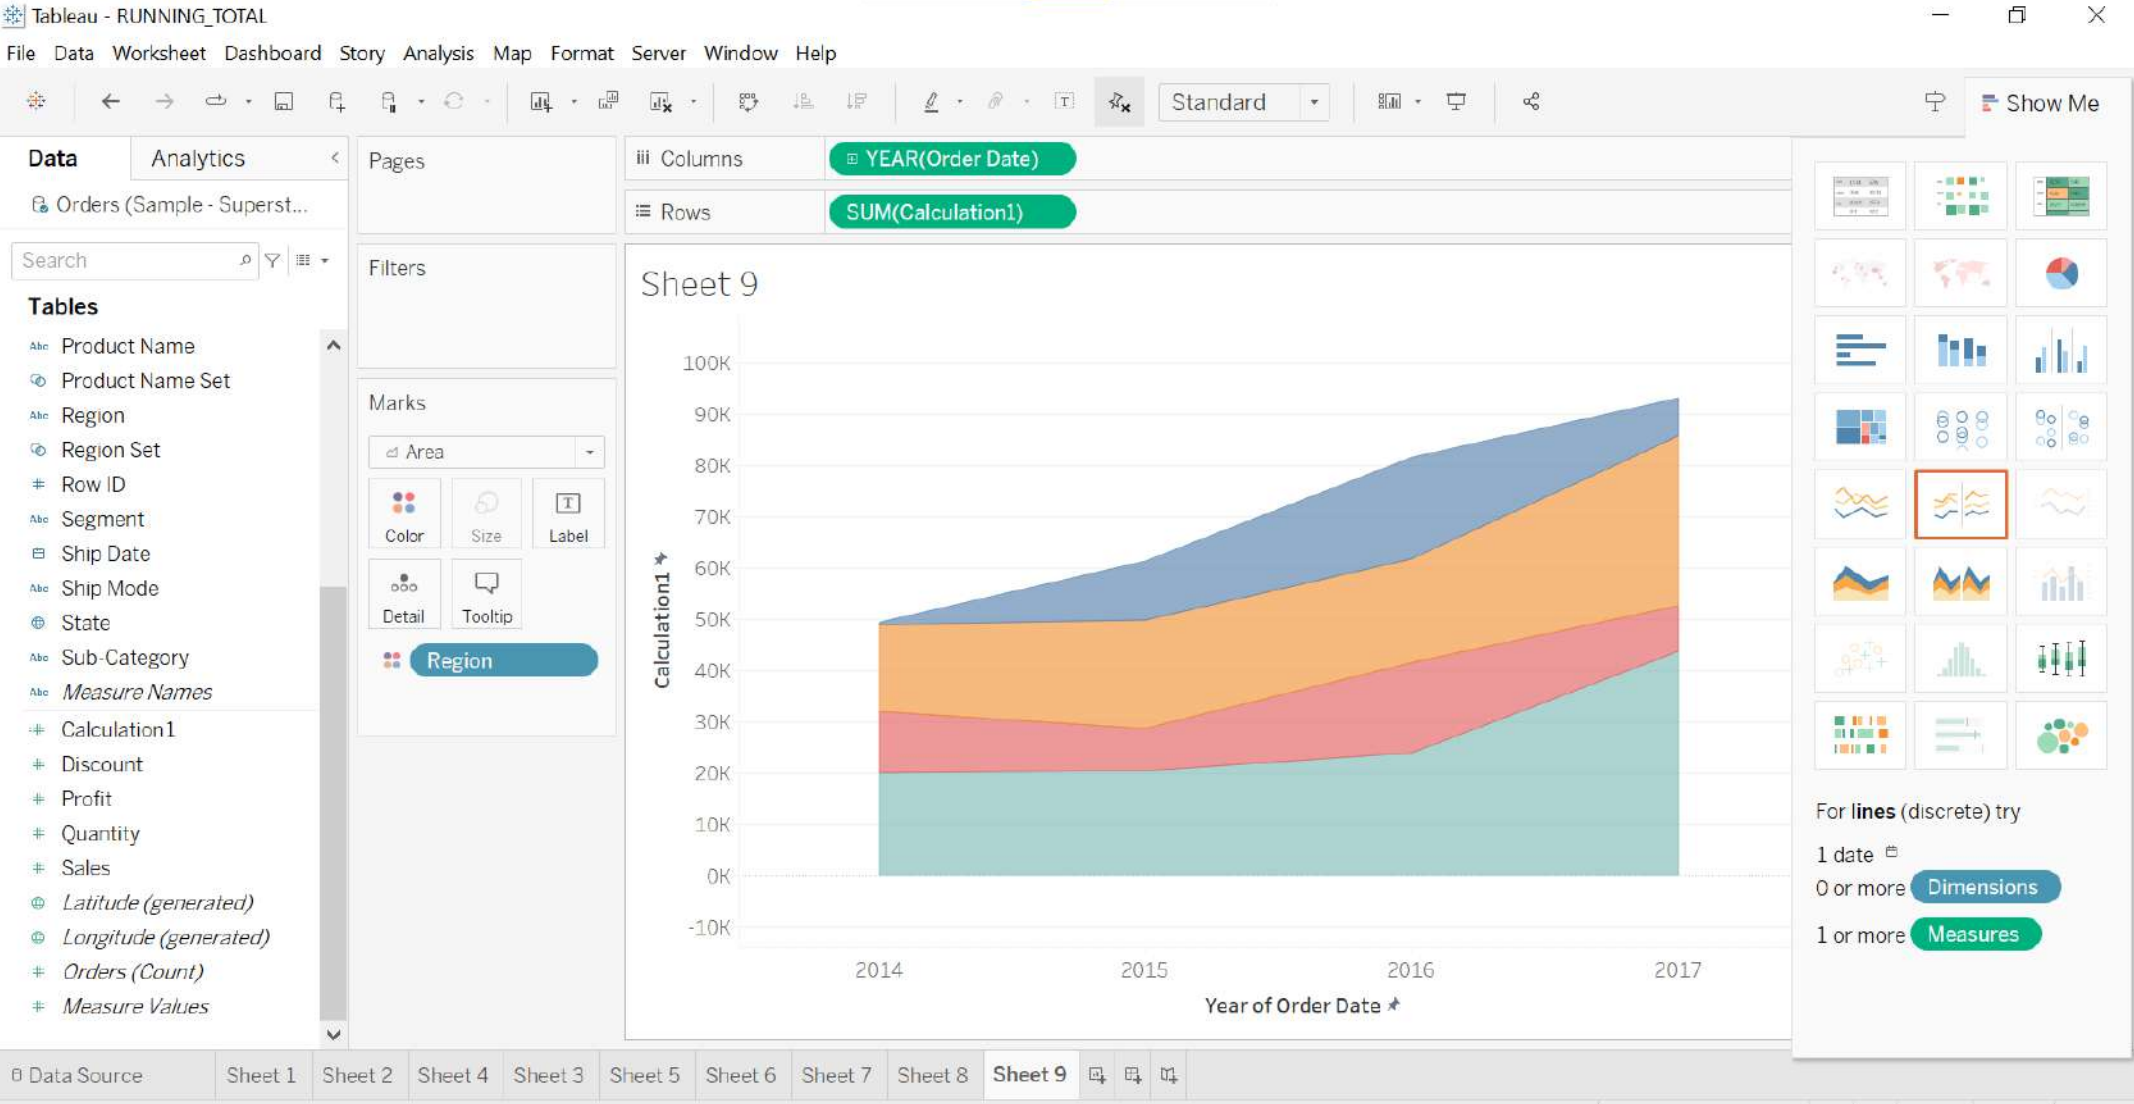 Tableau - RUNNING_TOTAL
File Data Worksheet Dashboard Story Analysis Map Format Server Window Help
Standard
Show Me
Data Analytics
Orders (Sample - Superst...
Search
Tables
Abc Product Name
Product Name Set
Abc Region
Region Set
# Row ID
Abc Segment
Ship Date
Abc Ship Mode
State
Abc Sub-Category
Abc Measure Names
Calculation1
# Discount
# Profit
# Quantity
# Sales
Latitude (generated)
Longitude (generated)
# Orders (Count)
# Measure Values
Pages
Filters
Marks
Area
Color Size Label
Detail Tooltip
Region
Columns YEAR(Order Date)
Rows SUM(Calculation1)
Sheet 9
Calculation1
100K
90K
80K
70K
60K
50K
40K
30K
20K
10K
0K
-10K
2014 2015 2016 2017
Year of Order Date
For lines (discrete) try
1 date
0 or more Dimensions
1 or more Measures
Data Source Sheet 1 Sheet 2 Sheet 4 Sheet 3 Sheet 5 Sheet 6 Sheet 7 Sheet 8 Sheet 9